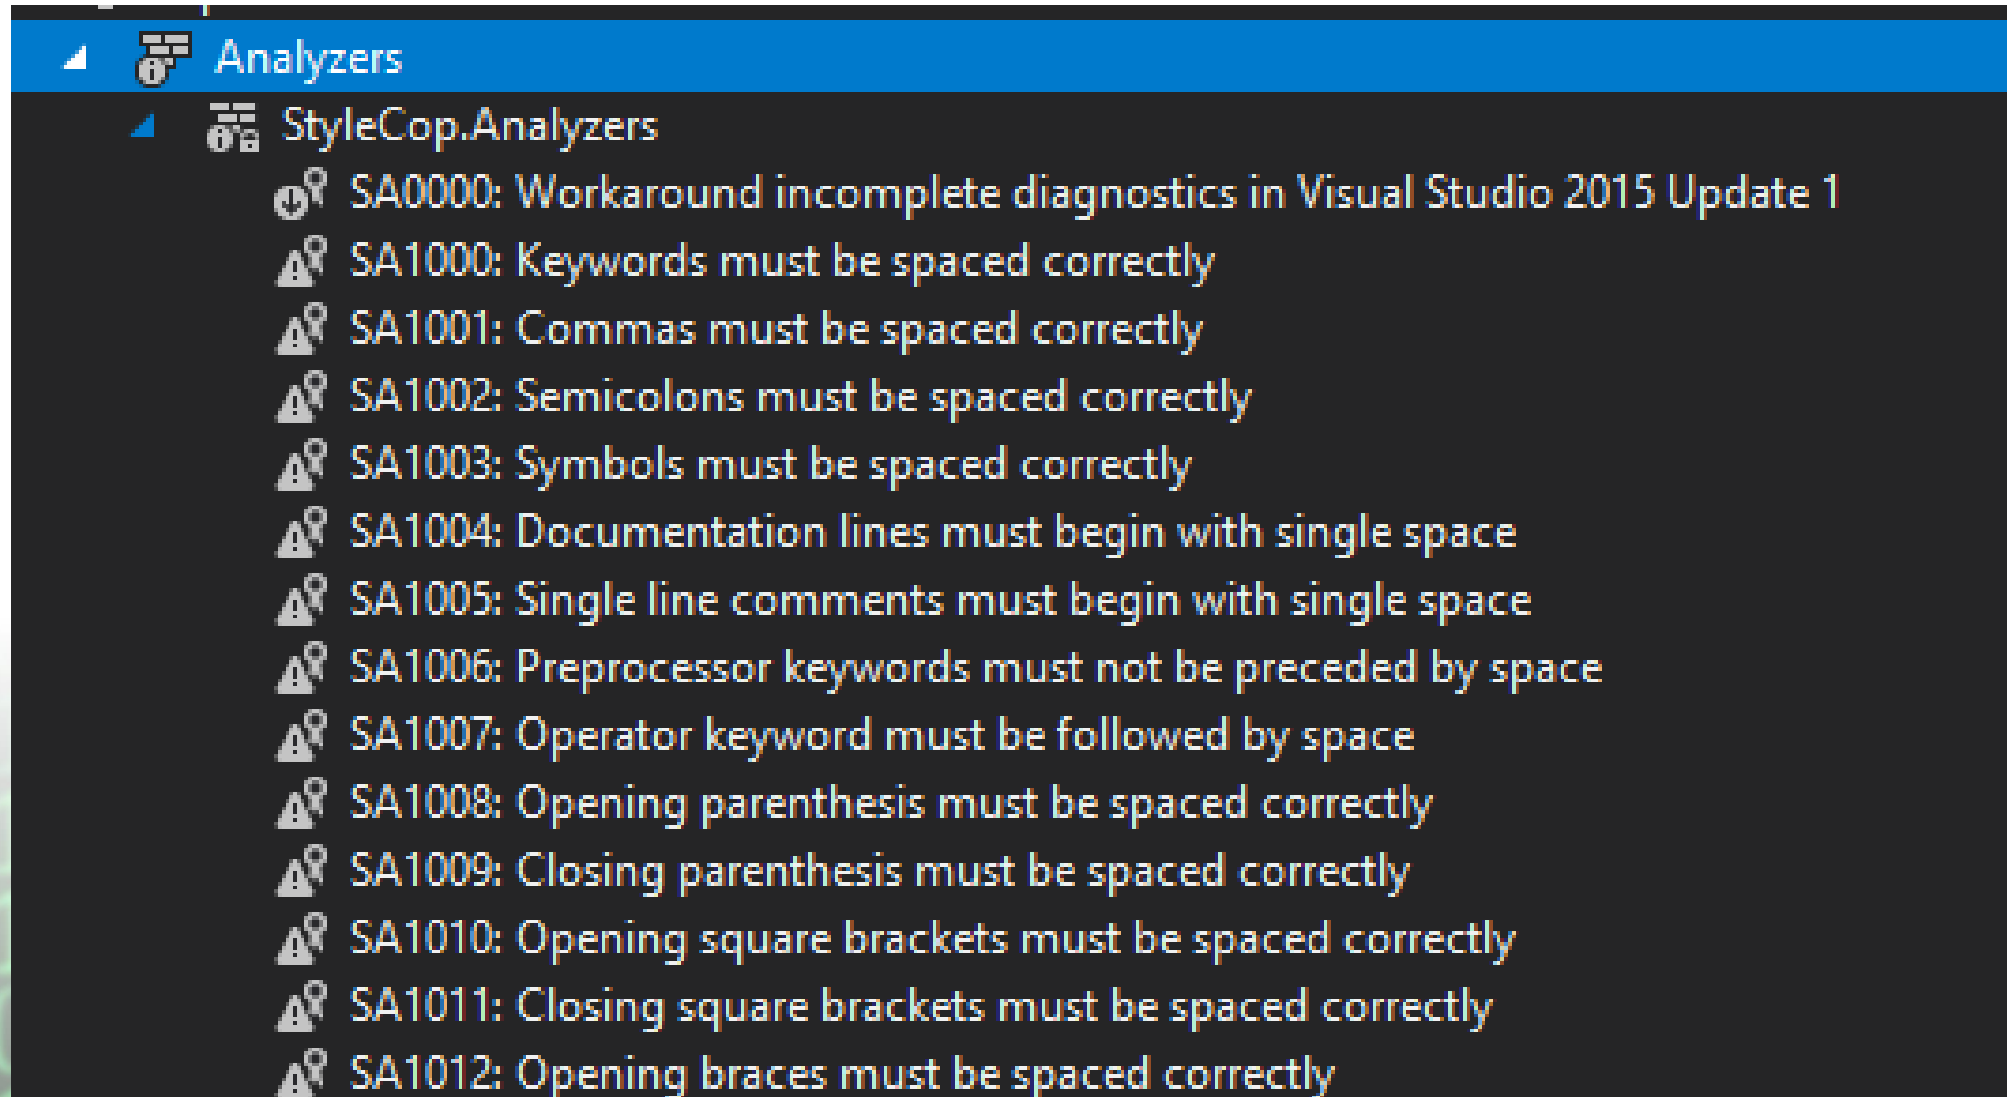 Analyzers
StyleCop.Analyzers
SA0000: Workaround incomplete diagnostics in Visual Studio 2015 Update 1
SA1000: Keywords must be spaced correctly
SA1001: Commas must be spaced correctly
SA1002: Semicolons must be spaced correctly
SA1003: Symbols must be spaced correctly
SA1004: Documentation lines must begin with single space
SA1005: Single line comments must begin with single space
SA1006: Preprocessor keywords must not be preceded by space
SA1007: Operator keyword must be followed by space
SA1008: Opening parenthesis must be spaced correctly
SA1009: Closing parenthesis must be spaced correctly
SA1010: Opening square brackets must be spaced correctly
SA1011: Closing square brackets must be spaced correctly
SA1012: Opening braces must be spaced correctly